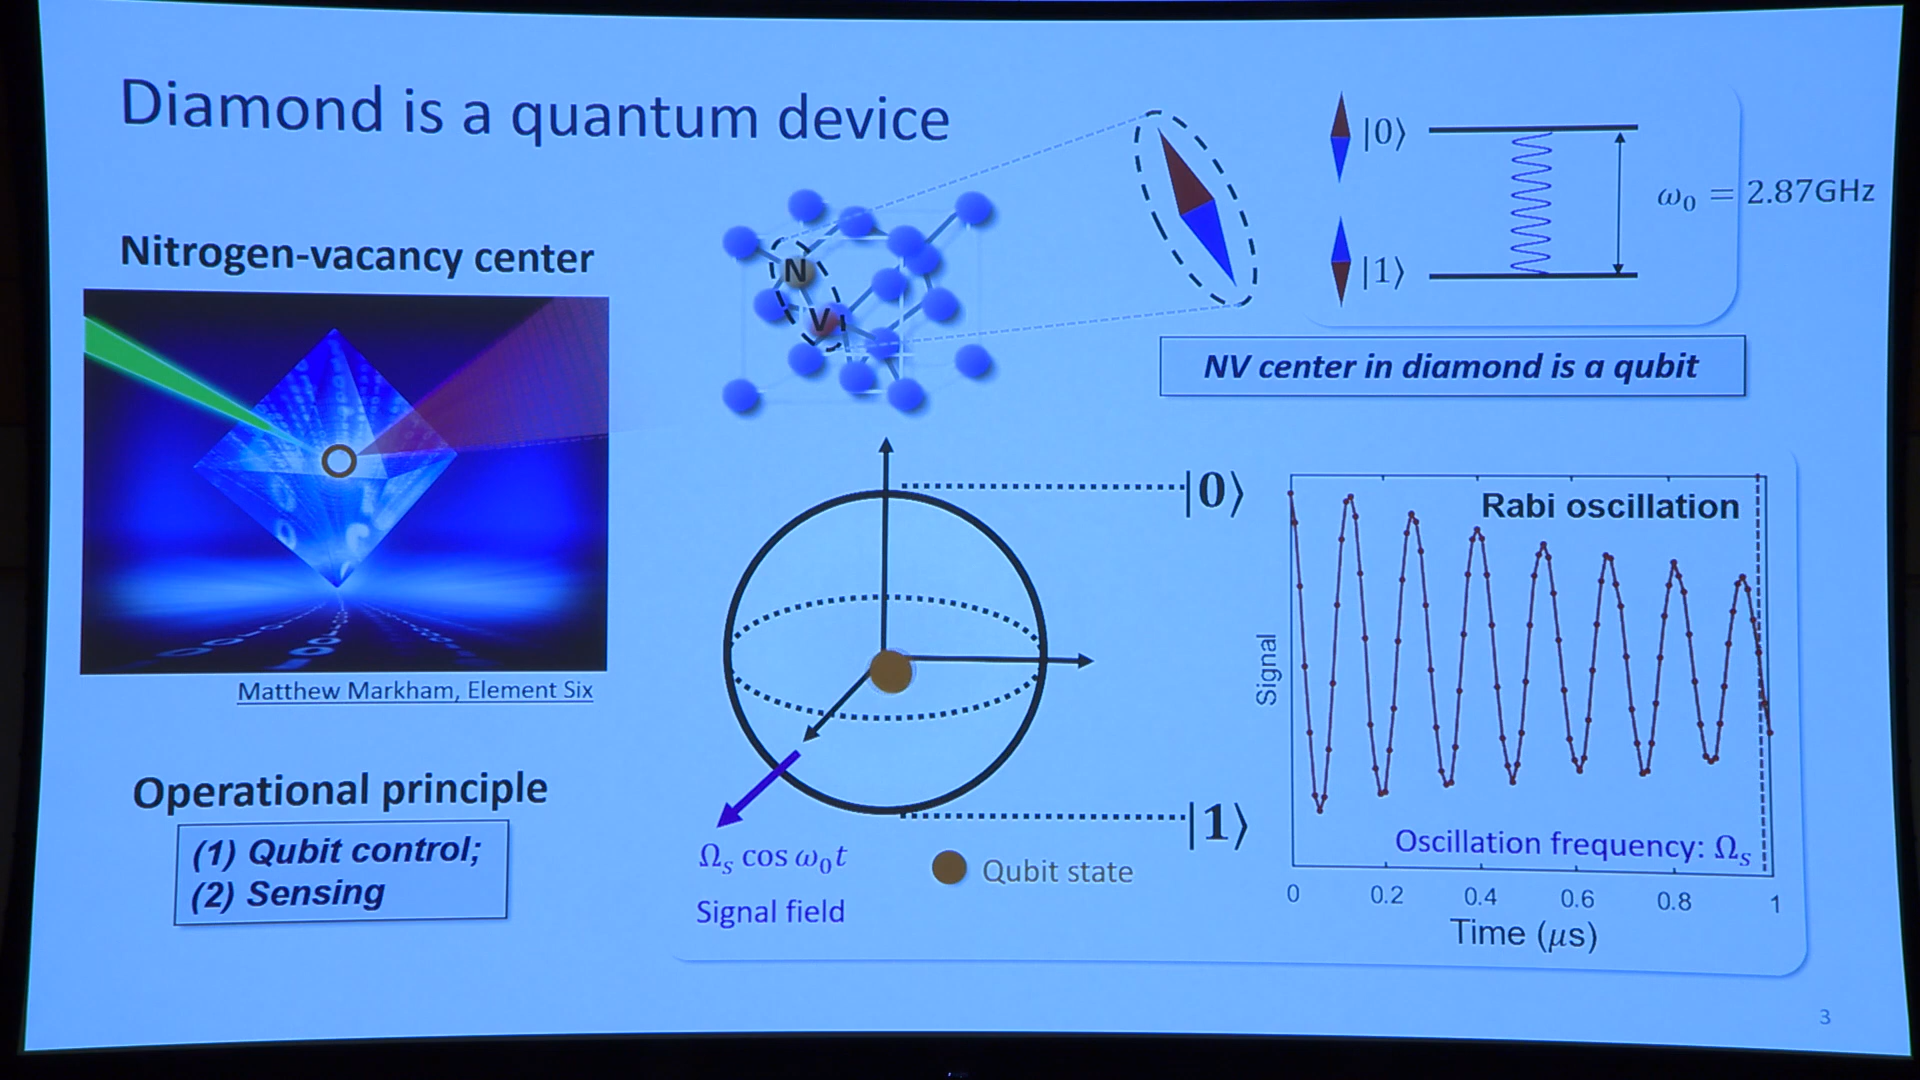 Diamond is a quantum device
Nitrogen-vacancy center
Matthew Markham, Element Six
Operational principle
(1) Qubit control;
(2) Sensing
N
V
|0⟩
|1⟩
ω₀ = 2.87GHz
NV center in diamond is a qubit
|0⟩
|1⟩
Ωₛ cos ω₀t
Signal field
Qubit state
Rabi oscillation
Signal
Oscillation frequency: Ωₛ
0 0.2 0.4 0.6 0.8 1
Time (μs)
3